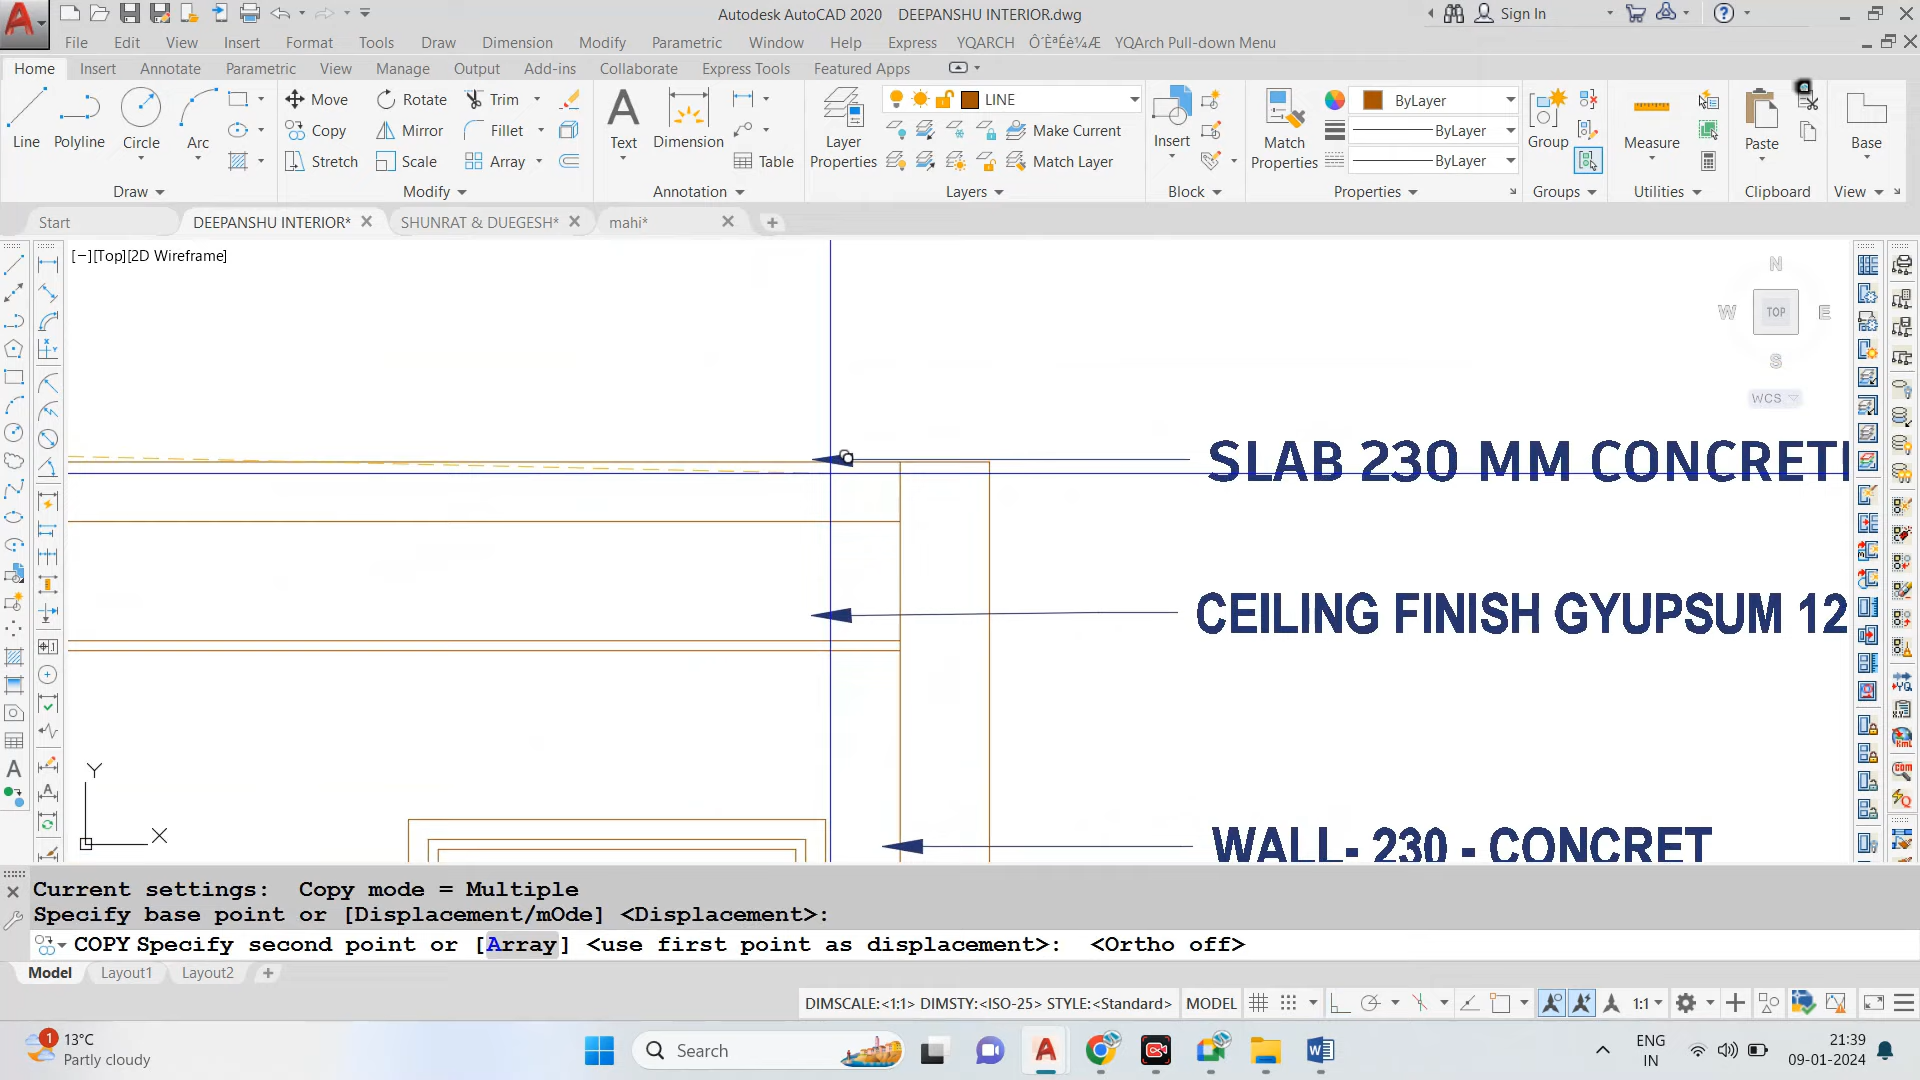 Autodesk AutoCAD 2020 DEEPANSHU INTERIOR.dwg
Sign In
File Edit View Insert Format Tools Draw Dimension Modify Parametric Window Help Express YQARCH Ô´ÈªÉè¼Æ YQArch Pull-down Menu
Home Insert Annotate Parametric View Manage Output Add-ins Collaborate Express Tools Featured Apps
Line Polyline Circle Arc
Move Rotate Trim
Copy Mirror Fillet
Stretch Scale Array
Text Dimension Table
Layer Properties
LINE
Make Current
Match Layer
Insert
Match Properties
ByLayer
ByLayer
ByLayer
Group Measure Paste Base
Draw Modify Annotation Layers Block Properties Groups Utilities Clipboard View
Start DEEPANSHU INTERIOR* SHUNRAT & DUEGESH* mahi*
[−][Top][2D Wireframe]
N
W TOP E
S
WCS
SLAB 230 MM CONCRETE
CEILING FINISH GYUPSUM 12
WALL- 230 - CONCRET
Y
X
Current settings: Copy mode = Multiple
Specify base point or [Displacement/mOde] <Displacement>:
COPY Specify second point or [Array] <use first point as displacement>: <Ortho off>
Model Layout1 Layout2
DIMSCALE:<1:1> DIMSTY:<ISO-25> STYLE:<Standard> MODEL 1:1
1
13°C
Partly cloudy
Search
ENG
IN
21:39
09-01-2024